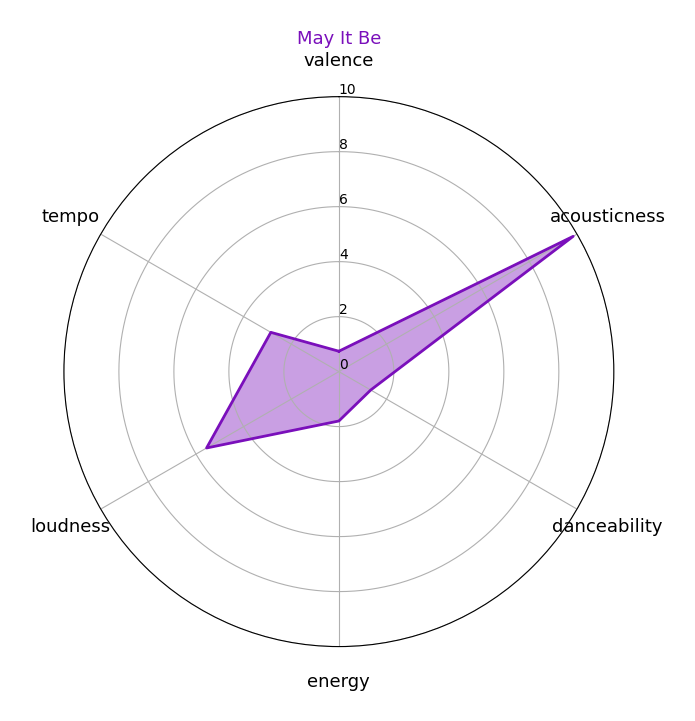 May It Be
valence
10
8
6
4
2
0
tempo
acousticness
loudness
danceability
energy